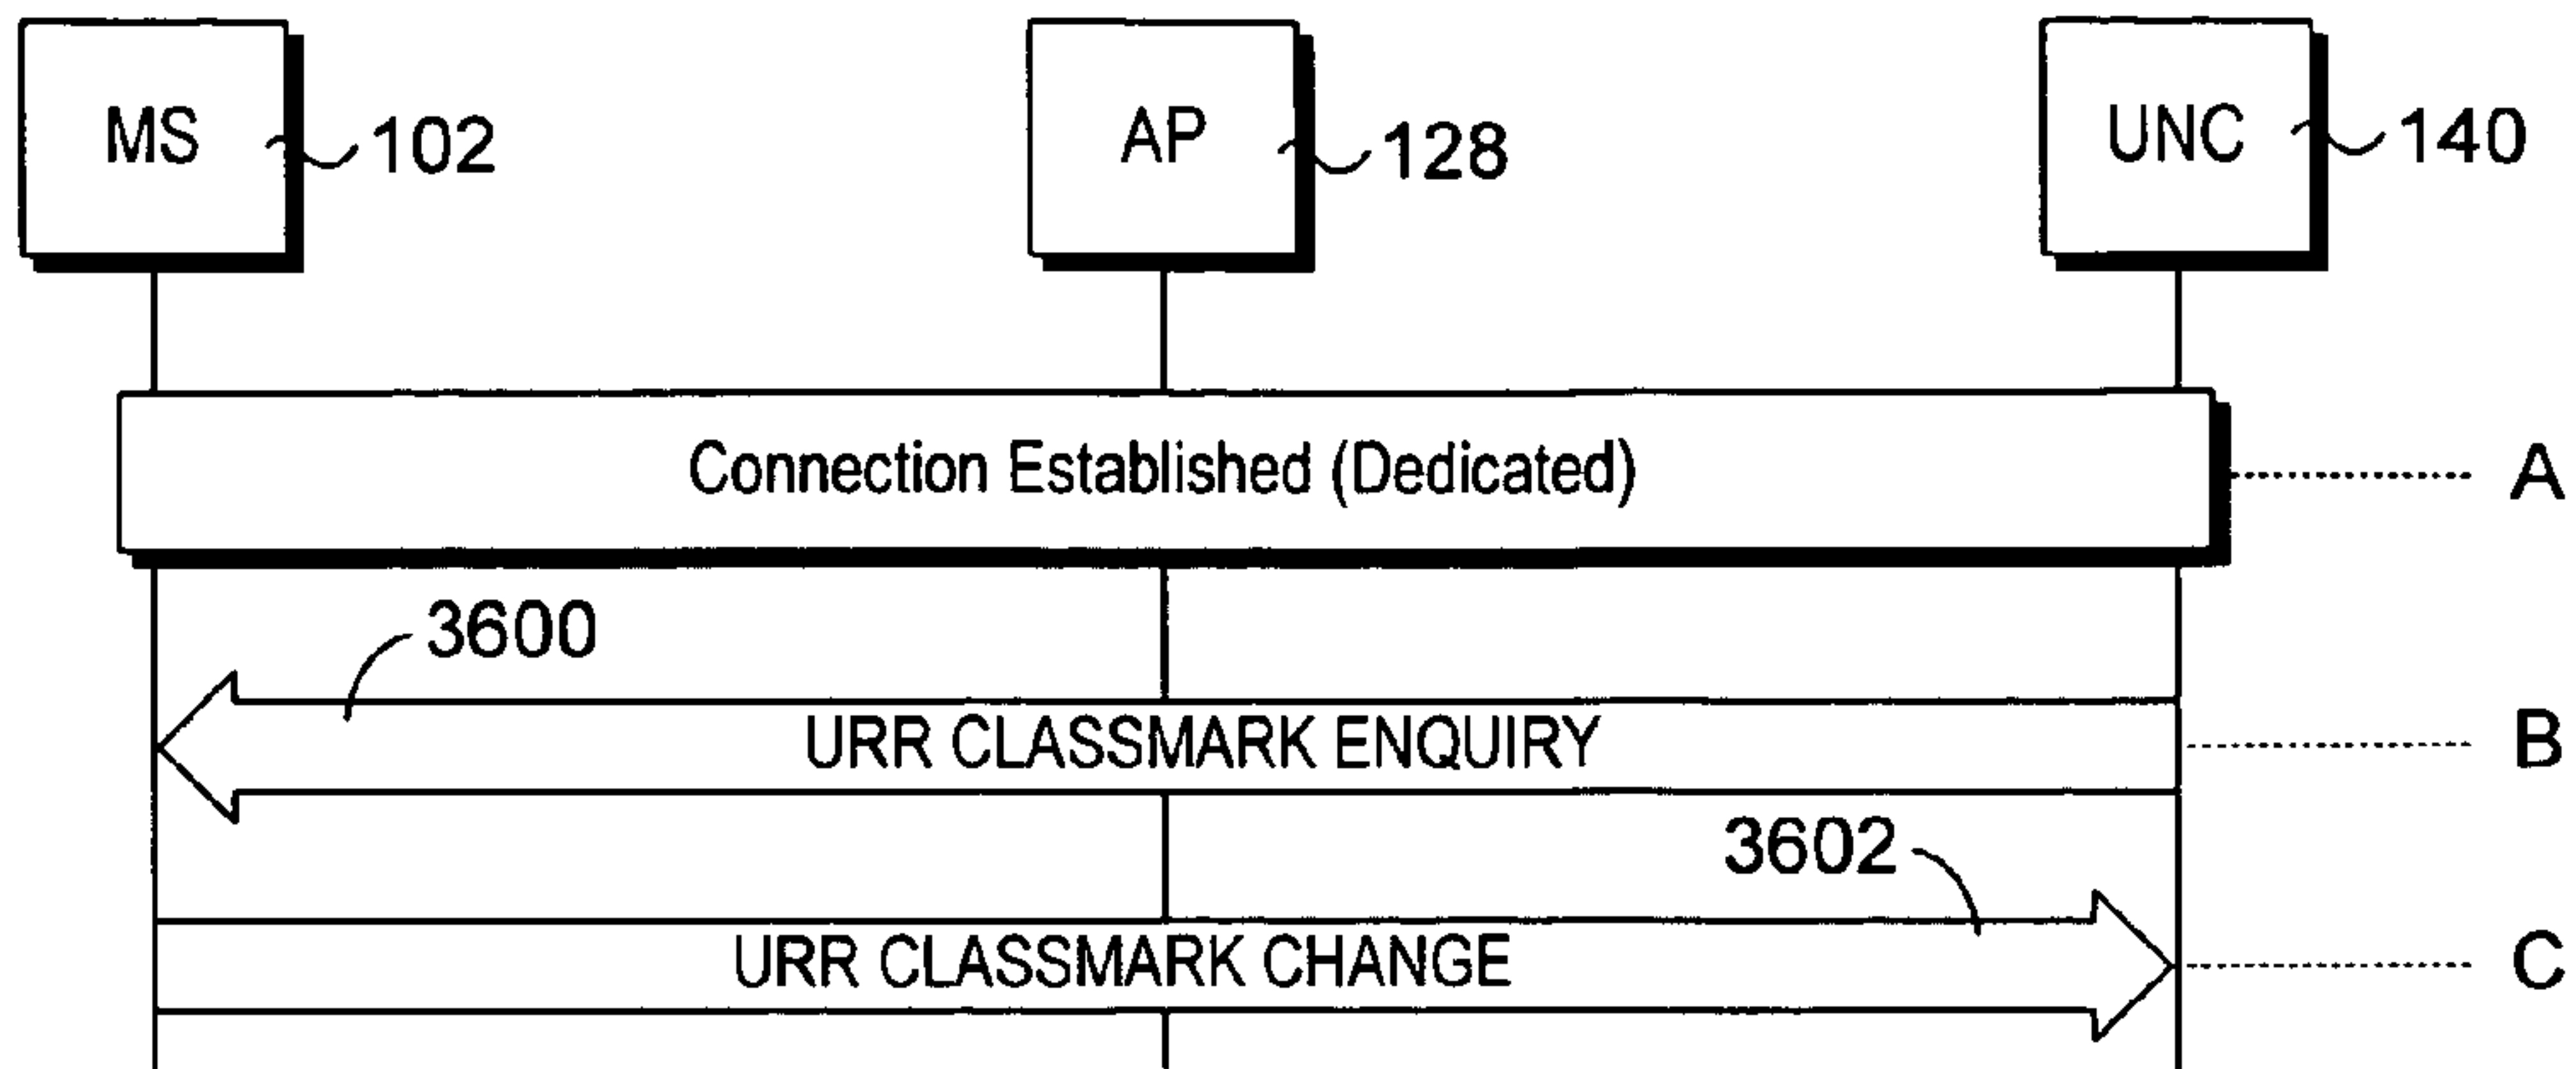 MS 102
AP 128
UNC 140
Connection Established (Dedicated) A
3600
URR CLASSMARK ENQUIRY B
3602
URR CLASSMARK CHANGE C